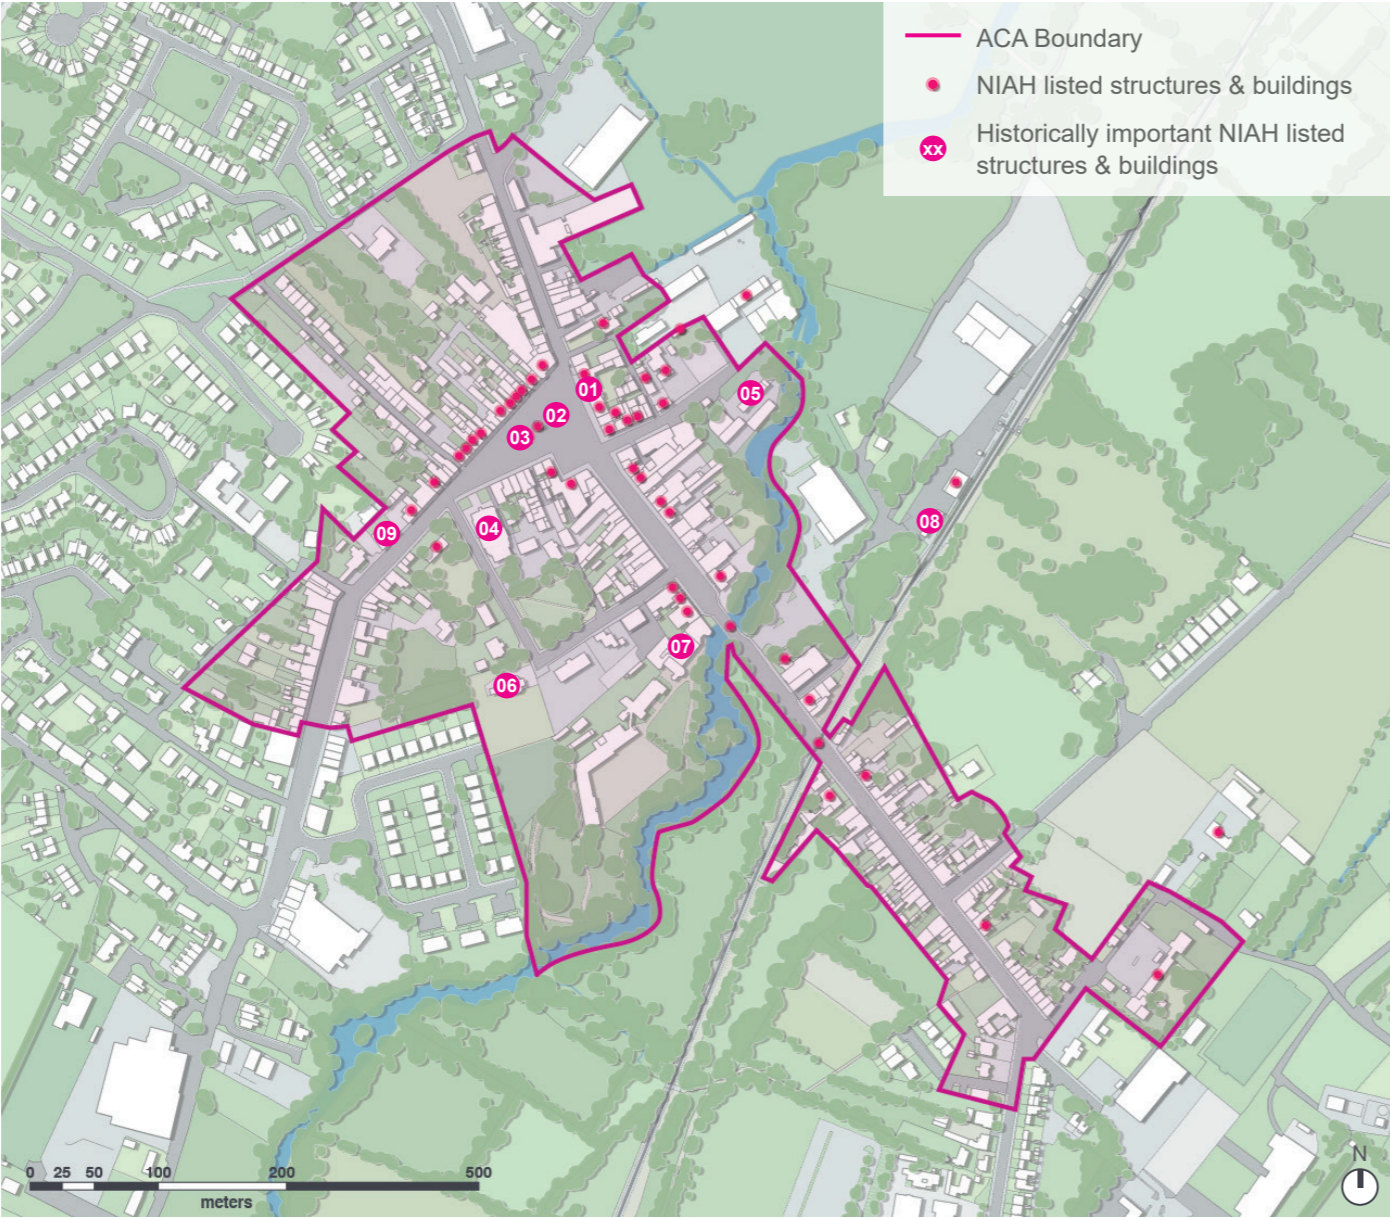 ACA Boundary
NIAH listed structures & buildings
xx Historically important NIAH listed
structures & buildings
01
02
03
05
04
09
08
07
06
0 25 50 100 200 500
meters
N